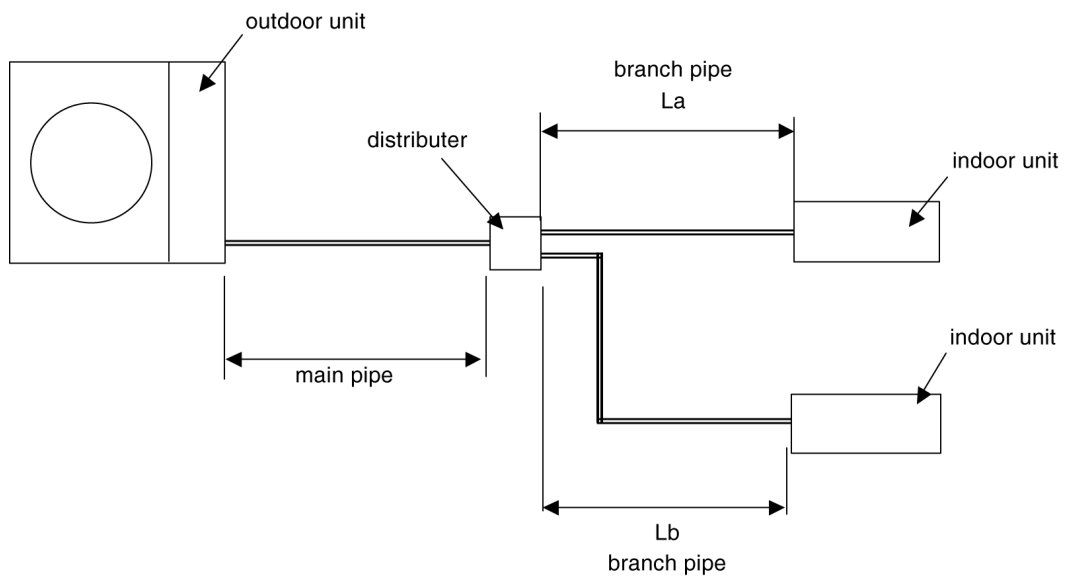 outdoor unit
branch pipe
La
distributer
indoor unit
main pipe
indoor unit
Lb
branch pipe